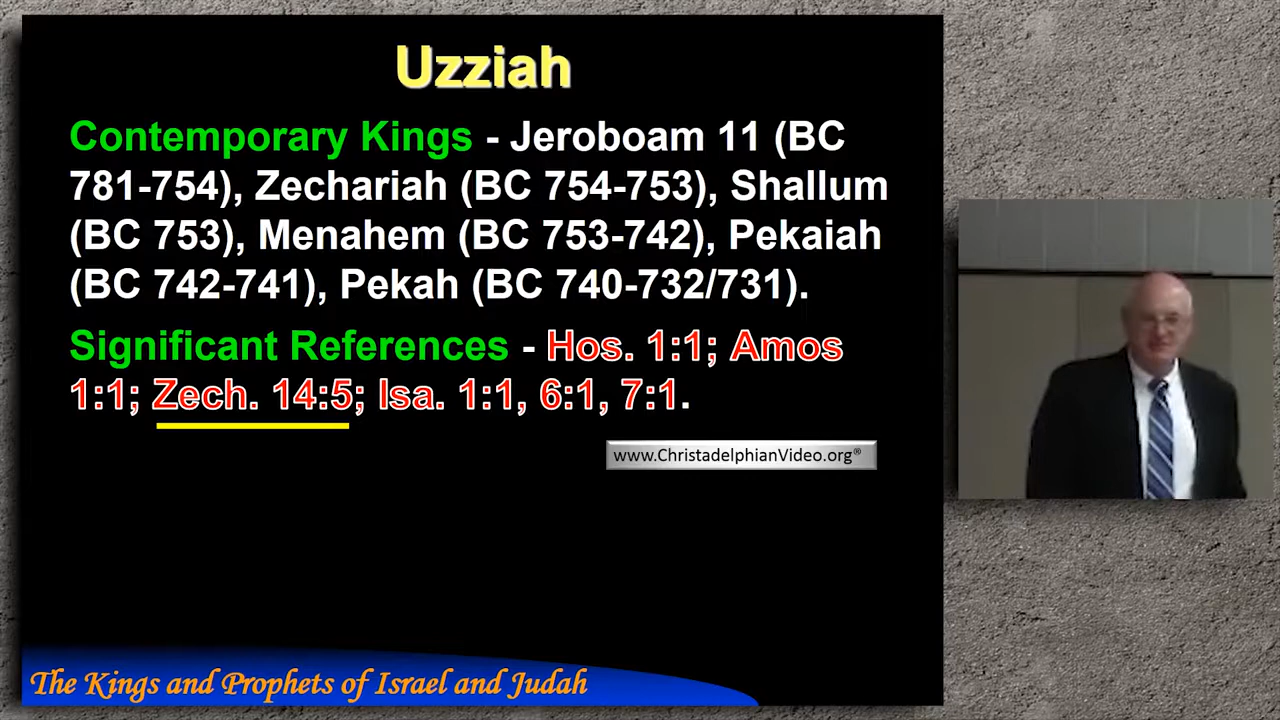 Uzziah
Contemporary Kings - Jeroboam 11 (BC
781-754), Zechariah (BC 754-753), Shallum
(BC 753), Menahem (BC 753-742), Pekaiah
(BC 742-741), Pekah (BC 740-732/731).
Significant References - Hos. 1:1; Amos
1:1; Zech. 14:5; Isa. 1:1, 6:1, 7:1.
www.ChristadelphianVideo.org®
The Kings and Prophets of Israel and Judah